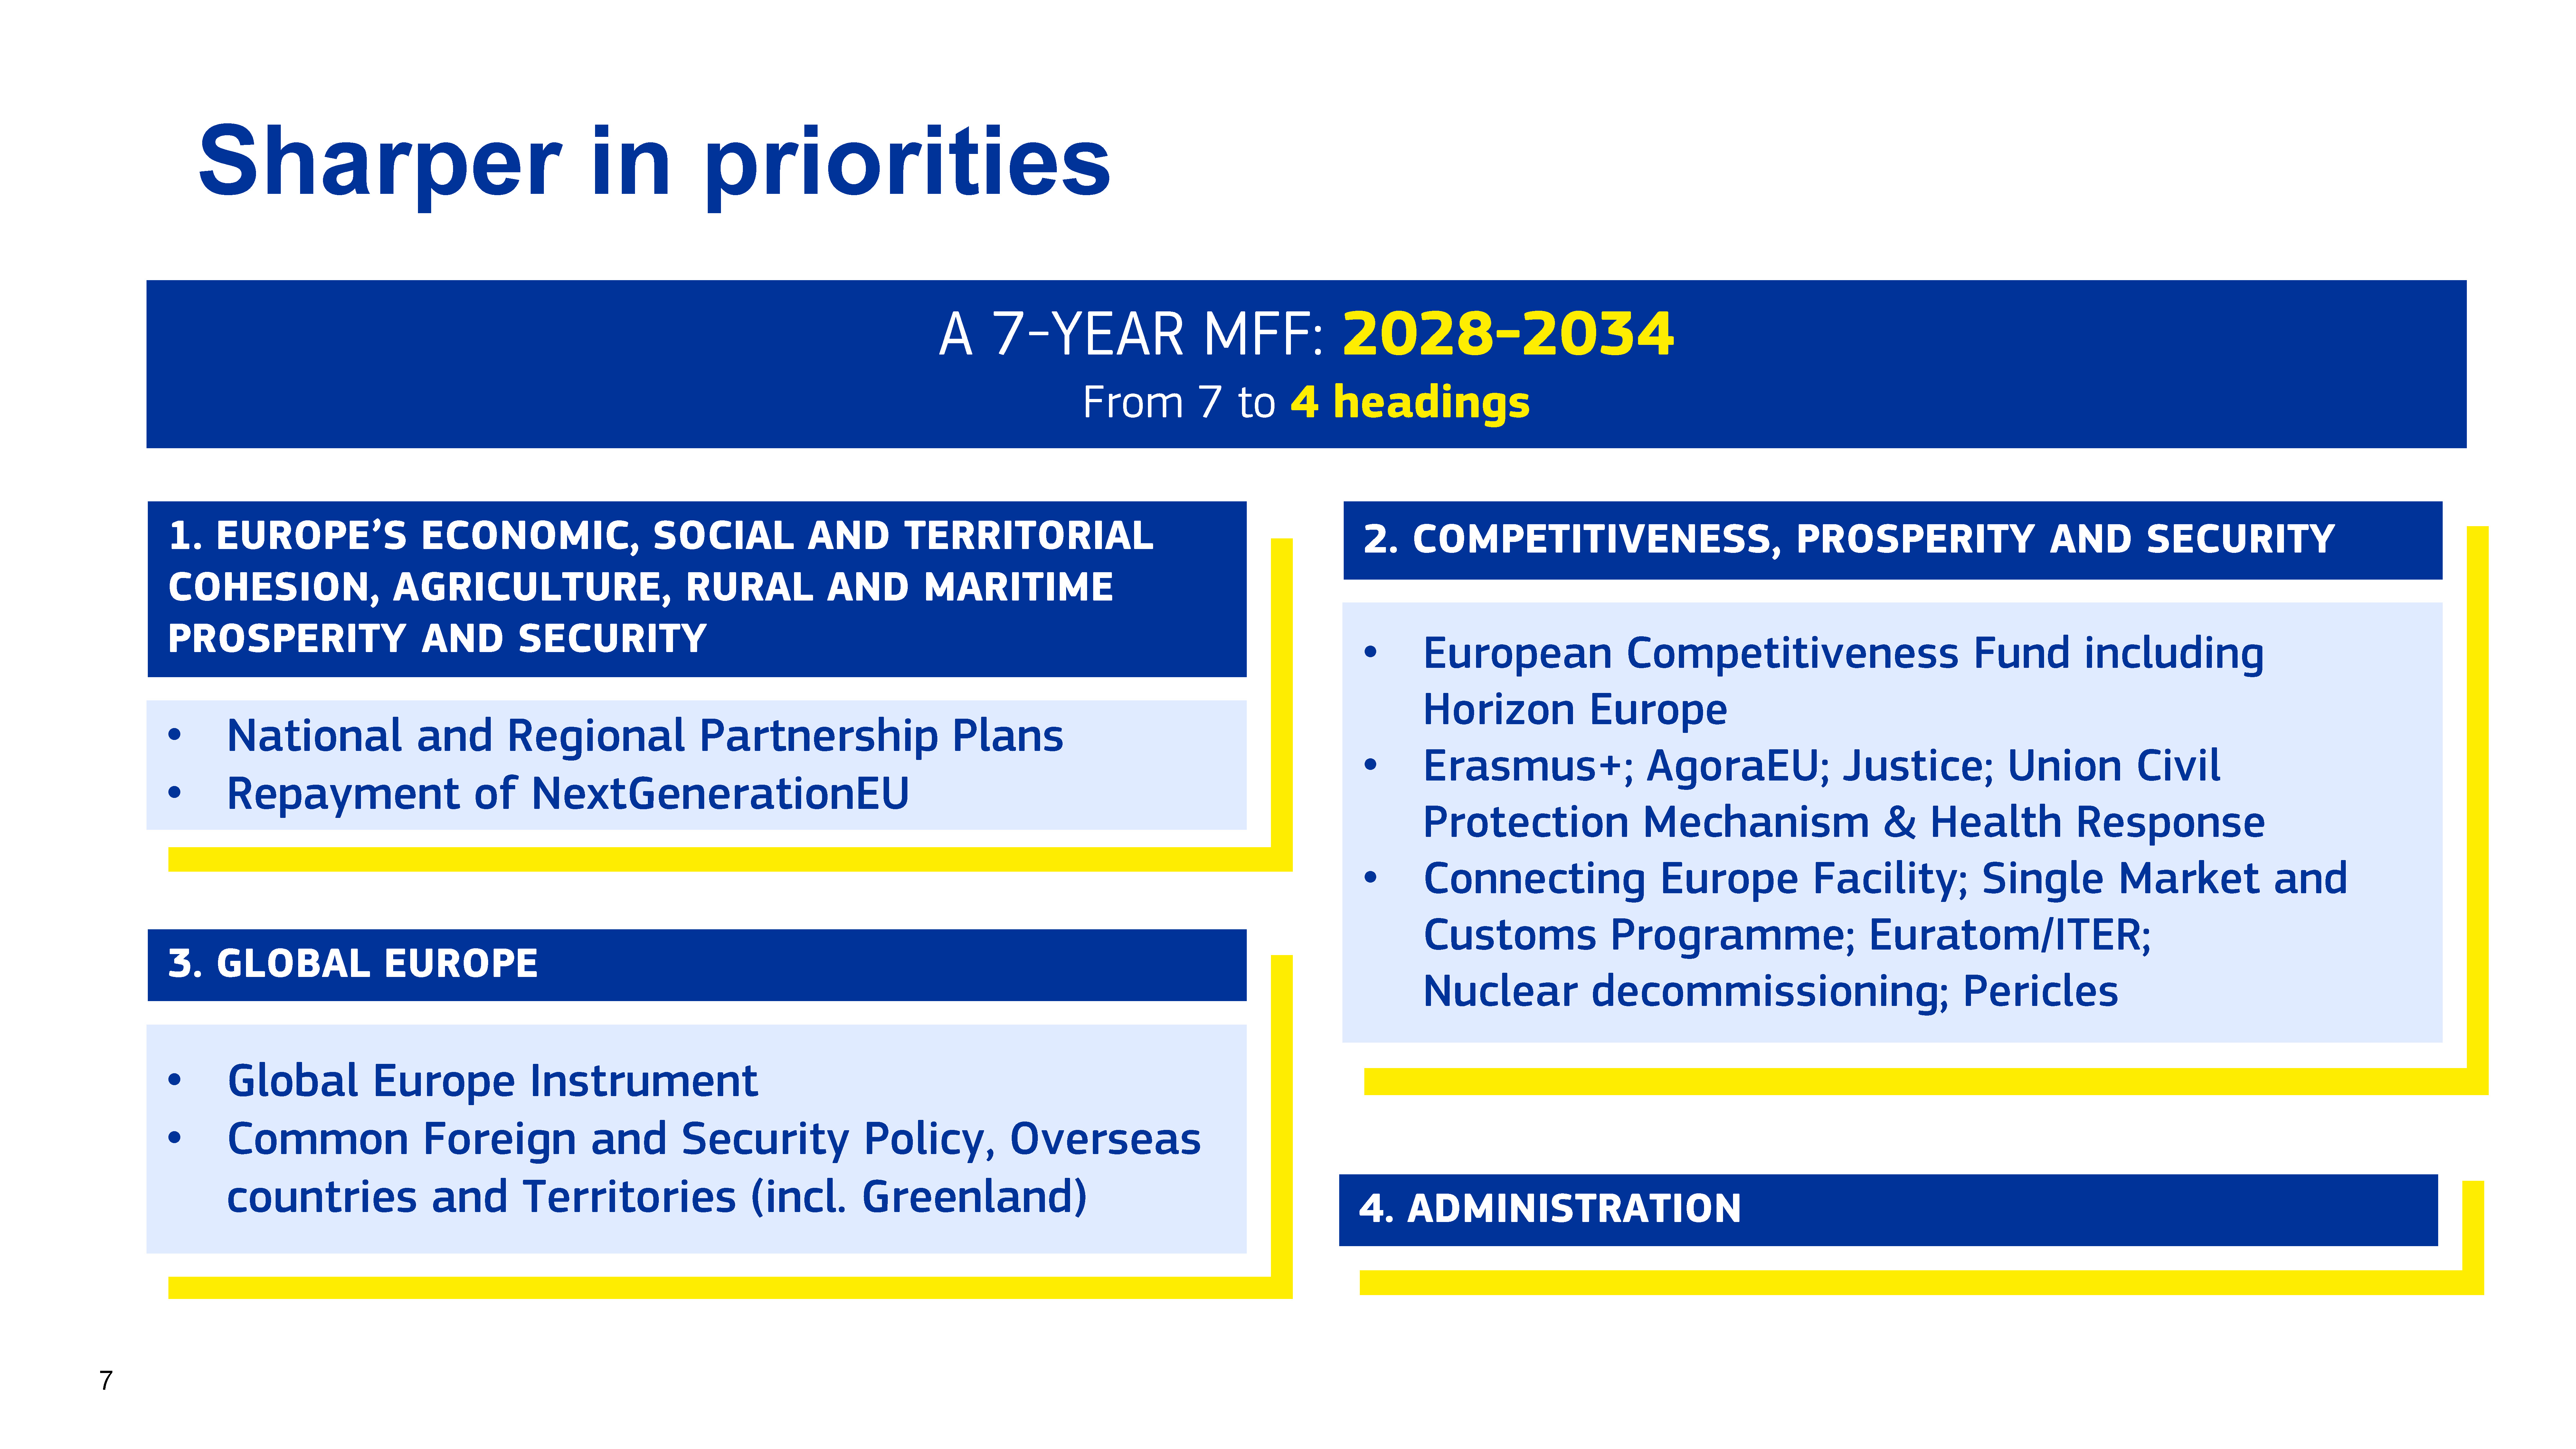 Sharper in priorities
A 7-YEAR MFF: 2028-2034
From 7 to 4 headings
1. EUROPE’S ECONOMIC, SOCIAL AND TERRITORIAL
COHESION, AGRICULTURE, RURAL AND MARITIME
PROSPERITY AND SECURITY
• National and Regional Partnership Plans
• Repayment of NextGenerationEU
2. COMPETITIVENESS, PROSPERITY AND SECURITY
• European Competitiveness Fund including
Horizon Europe
• Erasmus+; AgoraEU; Justice; Union Civil
Protection Mechanism & Health Response
• Connecting Europe Facility; Single Market and
Customs Programme; Euratom/ITER;
Nuclear decommissioning; Pericles
3. GLOBAL EUROPE
• Global Europe Instrument
• Common Foreign and Security Policy, Overseas
countries and Territories (incl. Greenland)
4. ADMINISTRATION
7